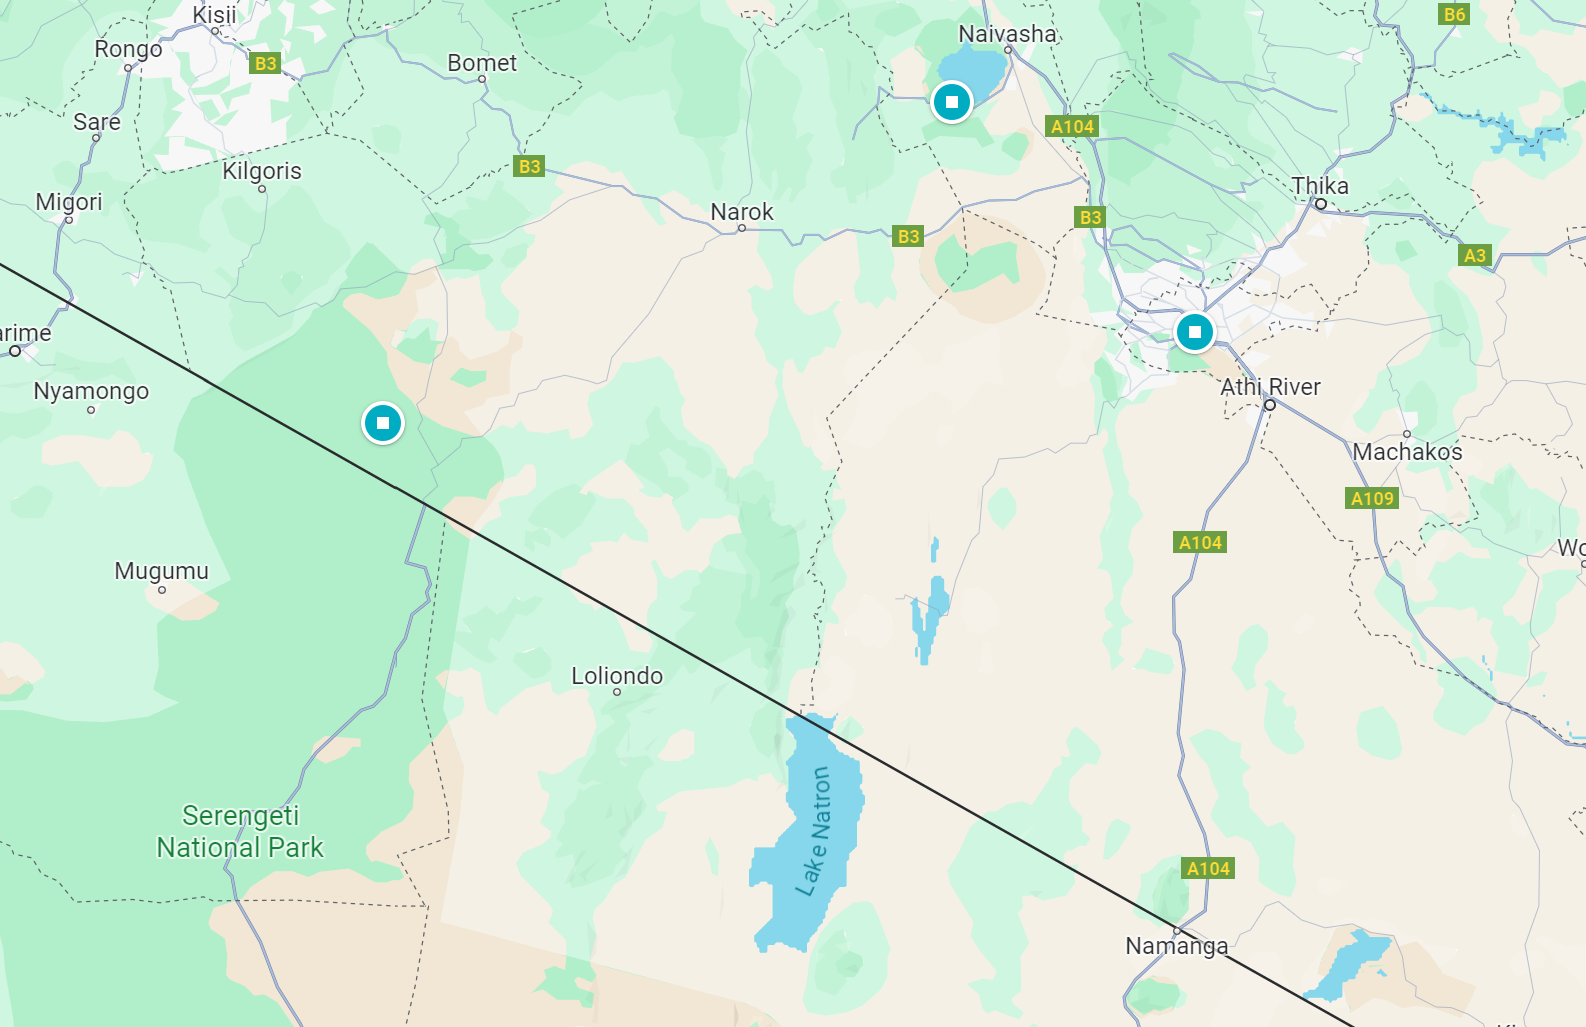 Kisii
B6
Naivasha
Rongo
B3
Bomet
Sare
A104
B3
Kilgoris
Thika
Migori
Narok
B3
B3
A3
arime
Nyamongo
Athi River
Machakos
A109
A104
Wo
Mugumu
Loliondo
Lake Natron
Serengeti
National Park
A104
Namanga